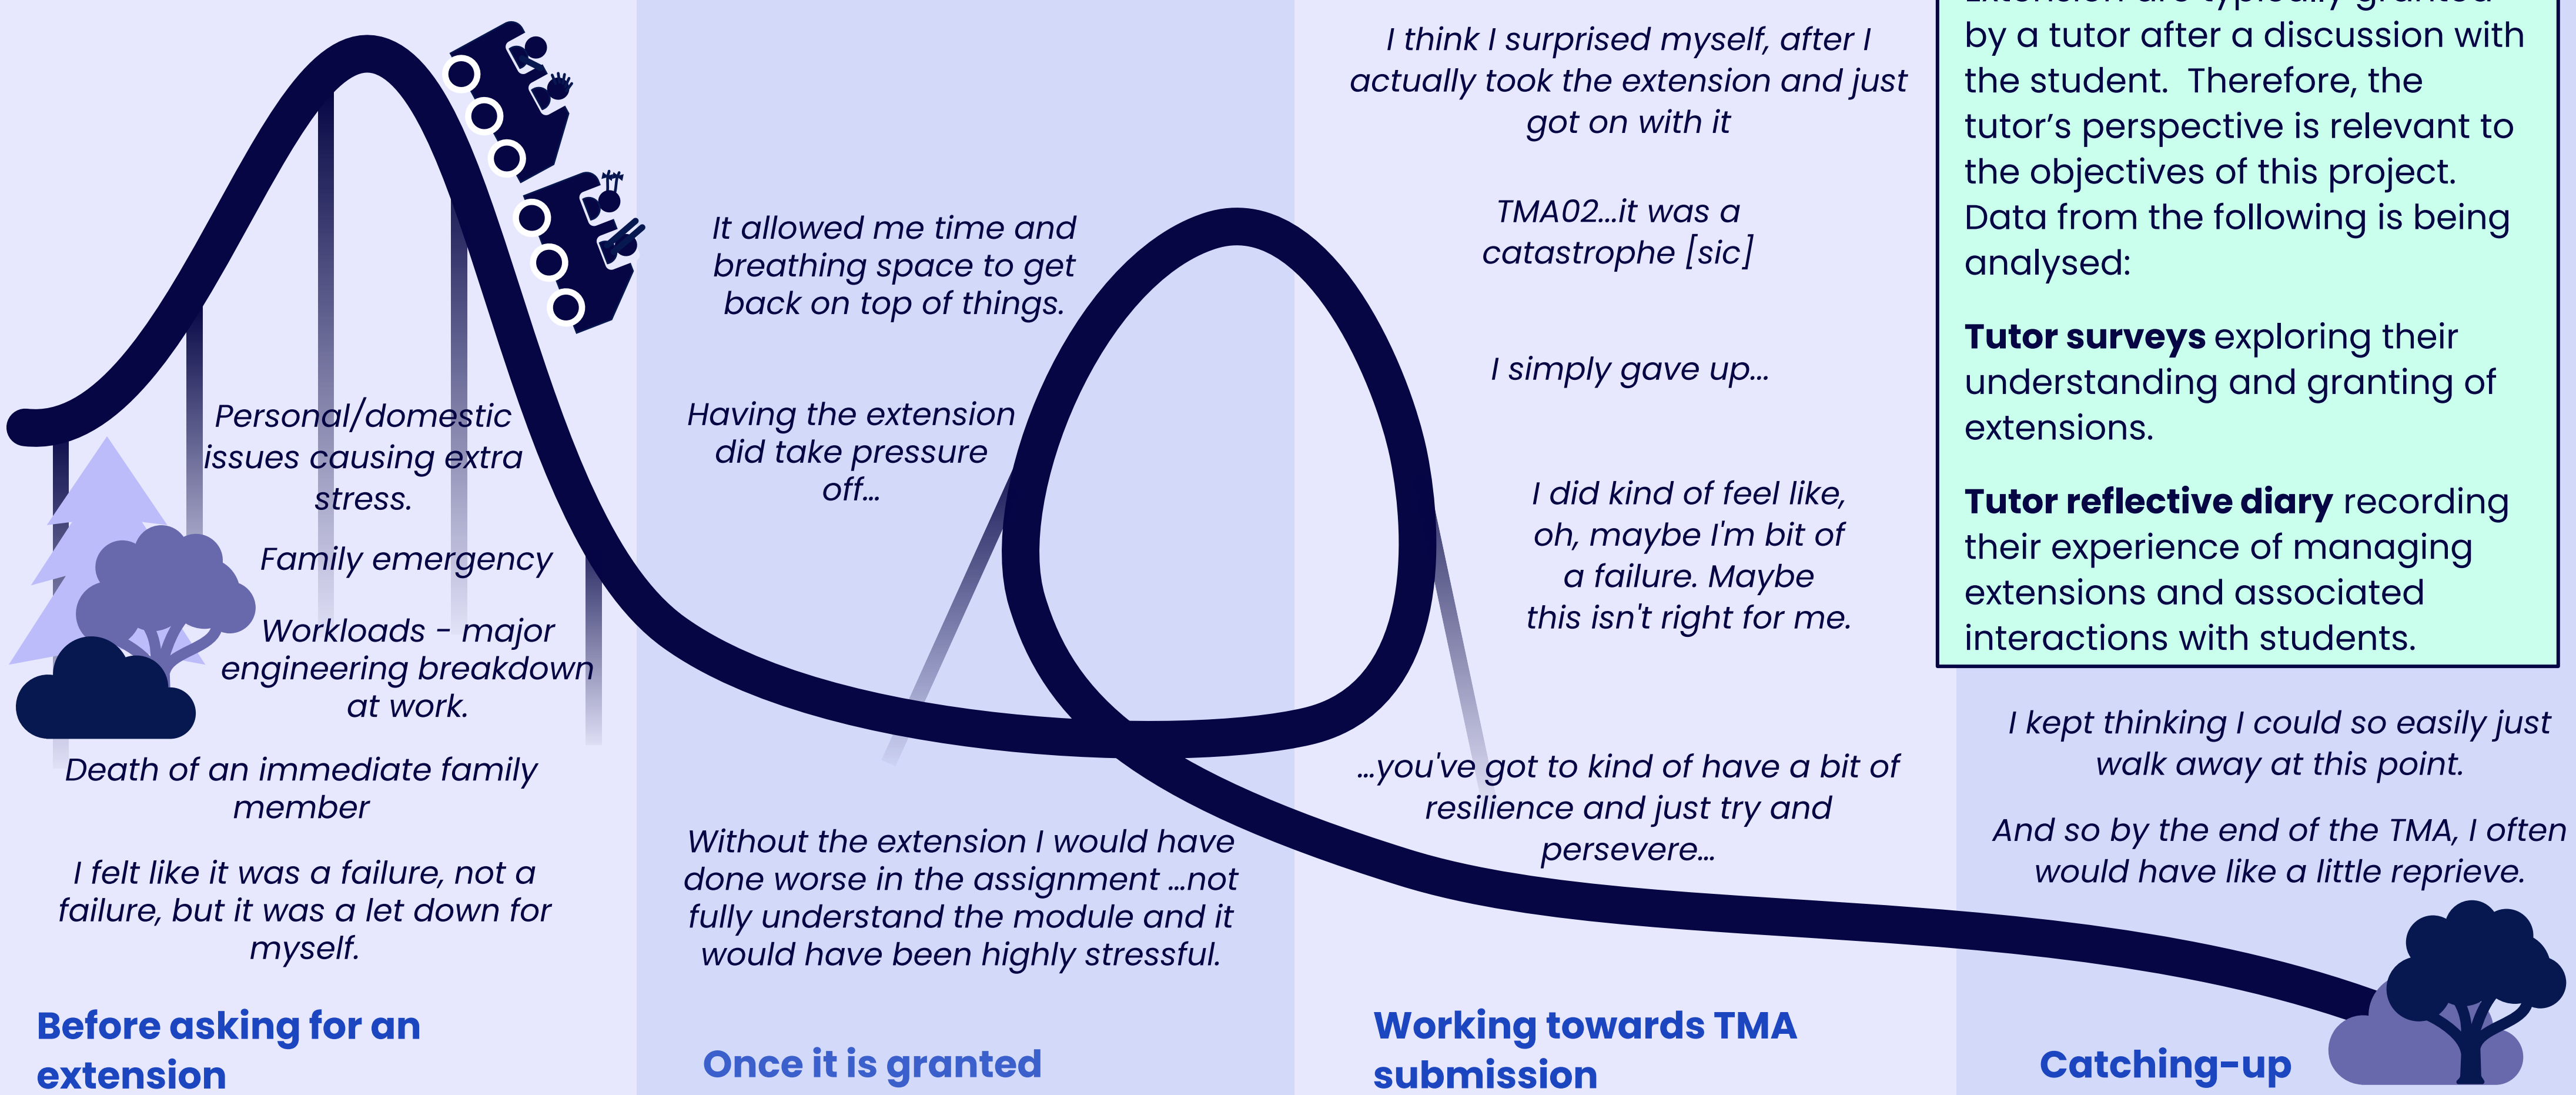 Personal/domestic
issues causing extra
stress.
Family emergency
Workloads - major
engineering breakdown
at work.
Death of an immediate family
member
I felt like it was a failure, not a
failure, but it was a let down for
myself.
Before asking for an
extension
It allowed me time and
breathing space to get
back on top of things.
Having the extension
did take pressure
off...
Without the extension I would have
done worse in the assignment ...not
fully understand the module and it
would have been highly stressful.
Once it is granted
I think I surprised myself, after I
actually took the extension and just
got on with it
TMA02...it was a
catastrophe [sic]
I simply gave up...
I did kind of feel like,
oh, maybe I'm bit of
a failure. Maybe
this isn't right for me.
...you've got to kind of have a bit of
resilience and just try and
persevere...
Working towards TMA
submission
Extension are typically granted
by a tutor after a discussion with
the student.  Therefore, the
tutor’s perspective is relevant to
the objectives of this project.
Data from the following is being
analysed:
Tutor surveys exploring their
understanding and granting of
extensions.
Tutor reflective diary recording
their experience of managing
extensions and associated
interactions with students.
I kept thinking I could so easily just
walk away at this point.
And so by the end of the TMA, I often
would have like a little reprieve.
Catching-up